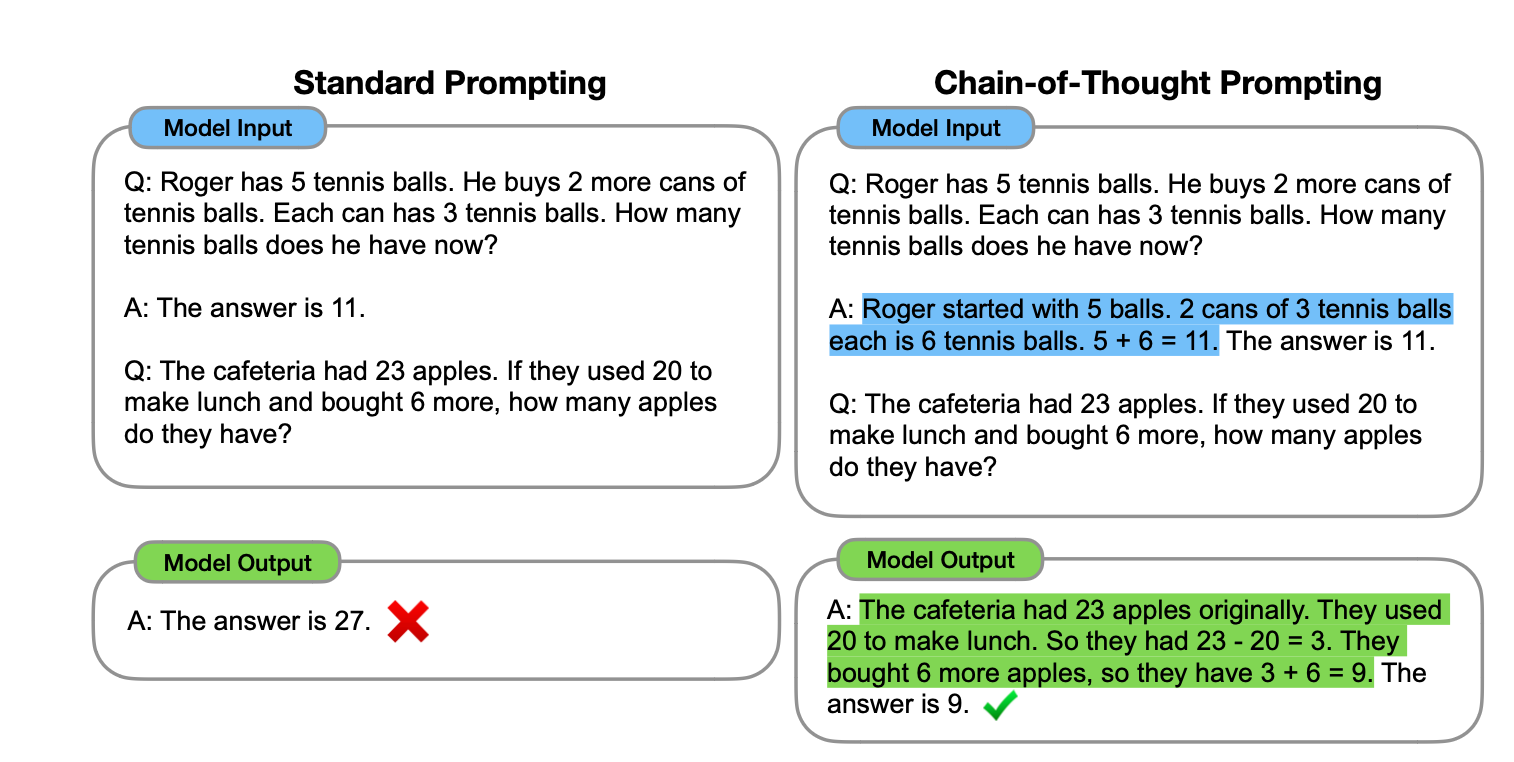 Standard Prompting
Model Input
Q: Roger has 5 tennis balls. He buys 2 more cans of
tennis balls. Each can has 3 tennis balls. How many
tennis balls does he have now?
A: The answer is 11.
Q: The cafeteria had 23 apples. If they used 20 to
make lunch and bought 6 more, how many apples
do they have?
Model Output
A: The answer is 27.
Chain-of-Thought Prompting
Model Input
Q: Roger has 5 tennis balls. He buys 2 more cans of
tennis balls. Each can has 3 tennis balls. How many
tennis balls does he have now?
A: Roger started with 5 balls. 2 cans of 3 tennis balls
each is 6 tennis balls. 5 + 6 = 11. The answer is 11.
Q: The cafeteria had 23 apples. If they used 20 to
make lunch and bought 6 more, how many apples
do they have?
Model Output
A: The cafeteria had 23 apples originally. They used
20 to make lunch. So they had 23 - 20 = 3. They
bought 6 more apples, so they have 3 + 6 = 9. The
answer is 9.